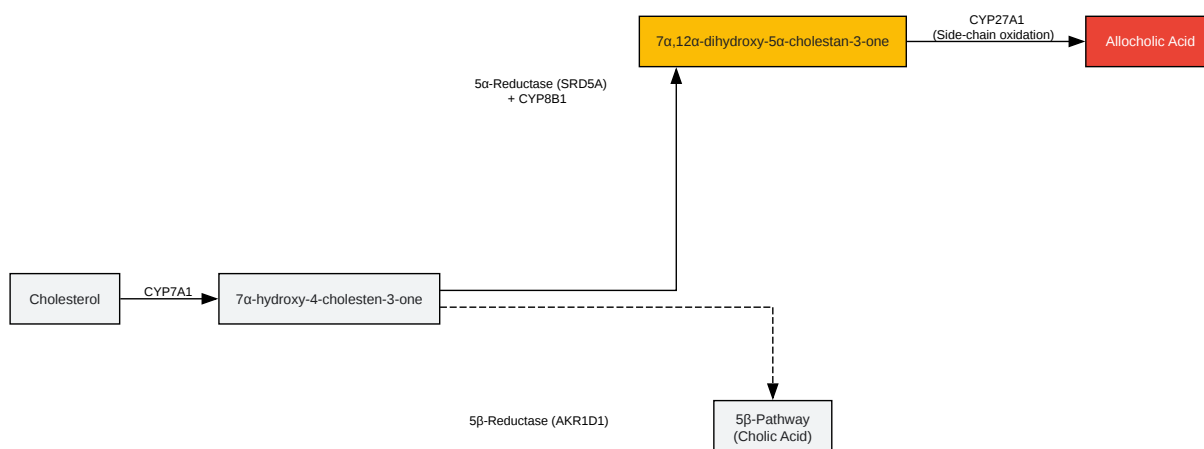 CYP27A1
(Side-chain oxidation)
7α,12α-dihydroxy-5α-cholestan-3-one
Allocholic Acid
5α-Reductase (SRD5A)
+ CYP8B1
Cholesterol
CYP7A1
7α-hydroxy-4-cholesten-3-one
5β-Reductase (AKR1D1)
5β-Pathway
(Cholic Acid)